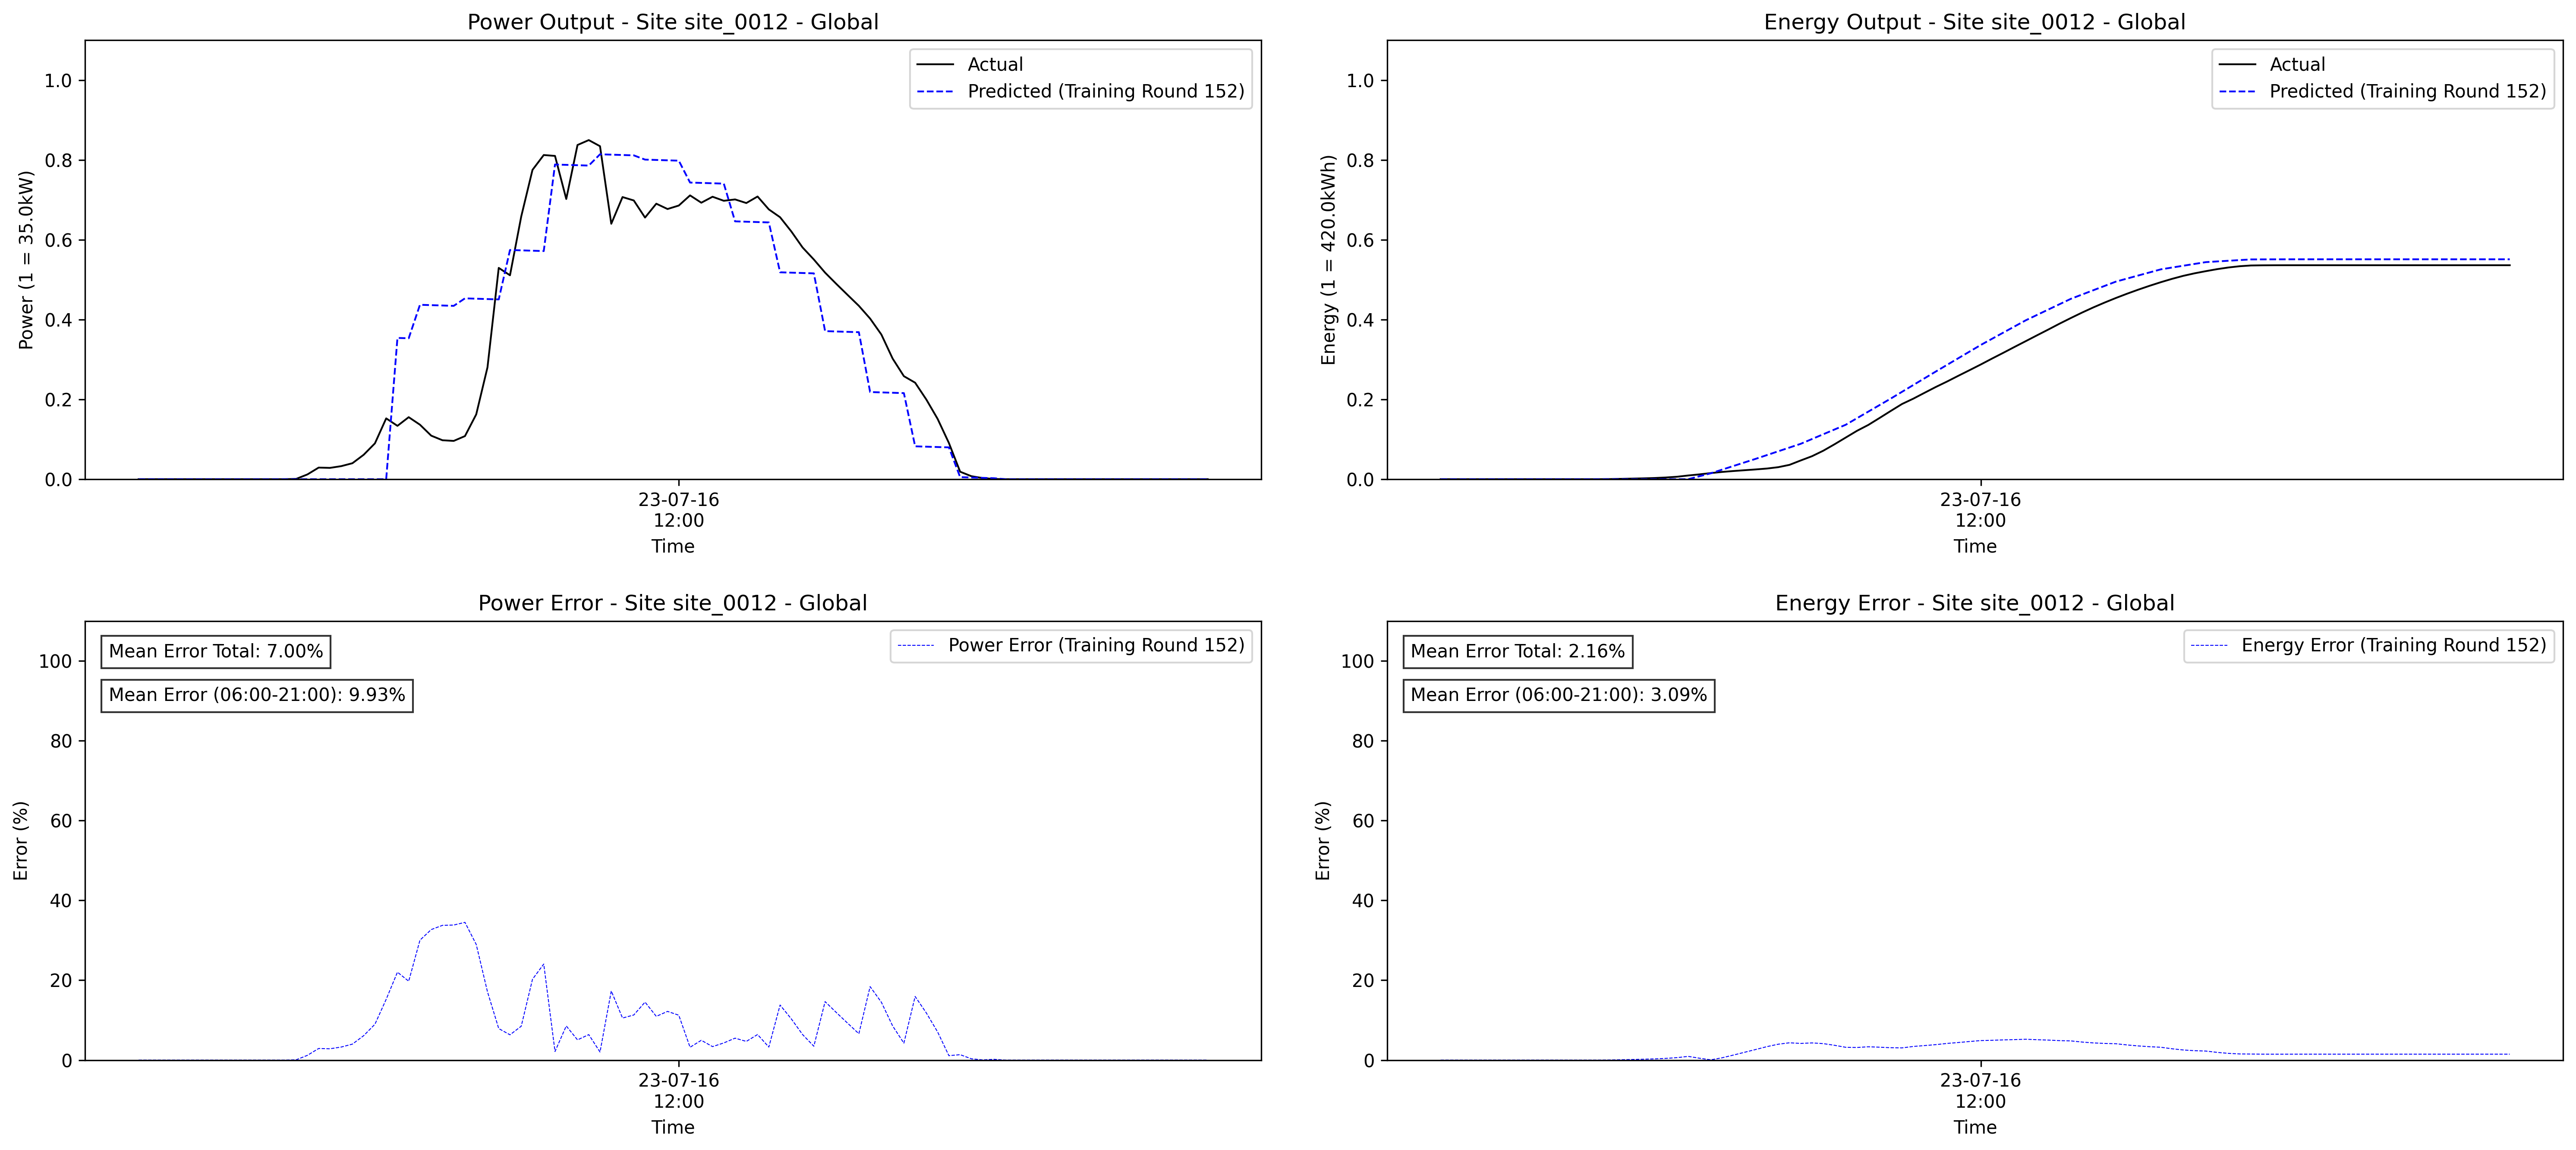 Power Output - Site site_0012 - Global
Power (1 = 35.0kW)
1.0
0.8
0.6
0.4
0.2
0.0
Actual
Predicted (Training Round 152)
23-07-16
12:00
Time
Energy Output - Site site_0012 - Global
Energy (1 = 420.0kWh)
1.0
0.8
0.6
0.4
0.2
0.0
Actual
Predicted (Training Round 152)
23-07-16
12:00
Time
Power Error - Site site_0012 - Global
Error (%)
100
80
60
40
20
0
Mean Error Total: 7.00%
Mean Error (06:00-21:00): 9.93%
Power Error (Training Round 152)
23-07-16
12:00
Time
Energy Error - Site site_0012 - Global
Error (%)
100
80
60
40
20
0
Mean Error Total: 2.16%
Mean Error (06:00-21:00): 3.09%
Energy Error (Training Round 152)
23-07-16
12:00
Time